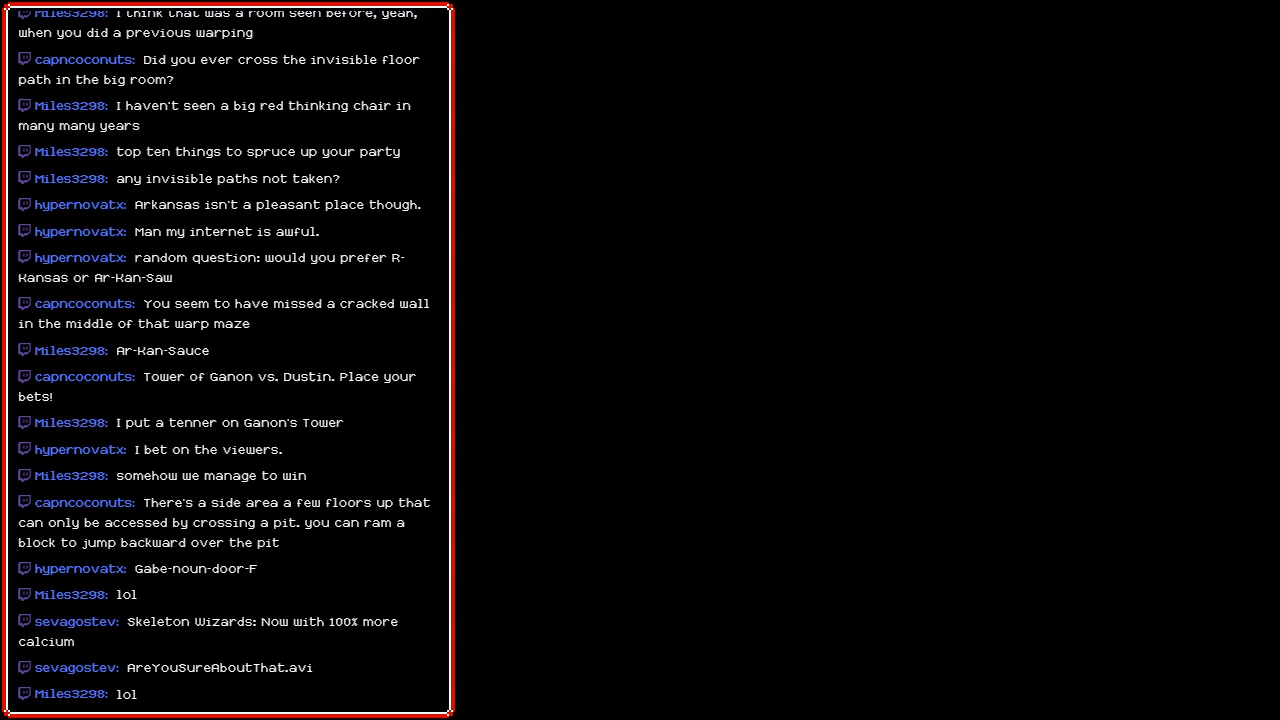 Miles3298: I think that was a room seen before, yeah,
when you did a previous warping
capncoconuts: Did you ever cross the invisible floor
path in the big room?
Miles3298: I haven't seen a big red thinking chair in
many many years
Miles3298: top ten things to spruce up your party
Miles3298: any invisible paths not taken?
hypernovatx: Arkansas isn't a pleasant place though.
hypernovatx: Man my internet is awful.
hypernovatx: random question: would you prefer R-
Kansas or Ar-Kan-Saw
capncoconuts: You seem to have missed a cracked wall
in the middle of that warp maze
Miles3298: Ar-Kan-Sauce
capncoconuts: Tower of Ganon vs. Dustin. Place your
bets!
Miles3298: I put a tenner on Ganon's Tower
hypernovatx: I bet on the viewers.
Miles3298: somehow we manage to win
capncoconuts: There's a side area a few floors up that
can only be accessed by crossing a pit. you can ram a
block to jump backward over the pit
hypernovatx: Gabe-noun-door-F
Miles3298: lol
sevagostev: Skeleton Wizards: Now with 100% more
calcium
sevagostev: AreYouSureAboutThat.avi
Miles3298: lol